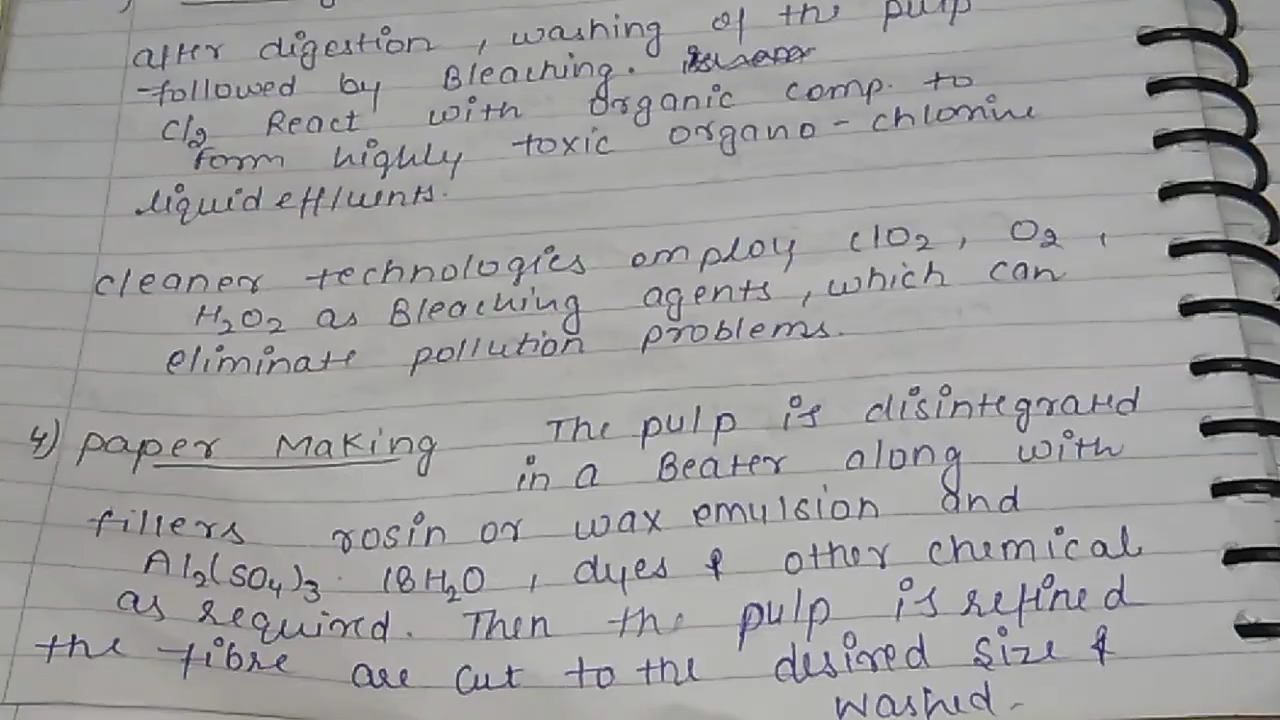 after digestion, washing of the pulp
-followed by Bleaching.
Cl2 React with organic comp. to
form highly toxic organo-chlorine
liquid effluents.
cleaner technologies employ ClO2, O2,
H2O2 as Bleaching agents, which can
eliminate pollution problems.
4) paper Making The pulp is disintegrated
in a Beater along with
fillers rosin or wax emulsion and
Al2(SO4)3. 18H2O, dyes & other chemical
as required. Then the pulp is refined
the fibre are cut to the desired size &
washed.